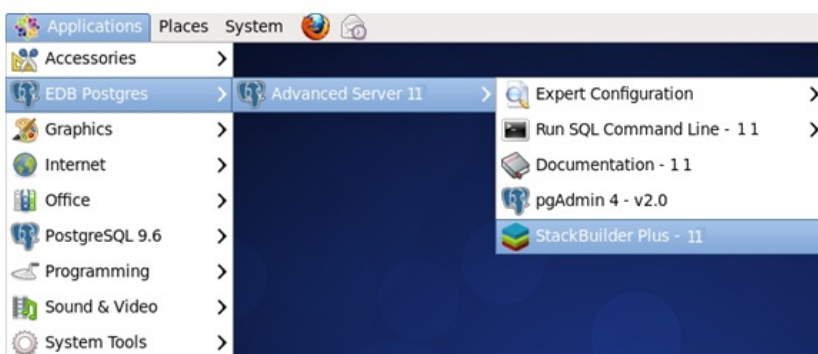 Applications Places System
Accessories
EDB Postgres
Graphics
Internet
Office
PostgreSQL 9.6
Programming
Sound & Video
System Tools
Advanced Server 11
Expert Configuration
Run SQL Command Line - 11
Documentation - 11
pgAdmin 4 - v2.0
StackBuilder Plus - 11